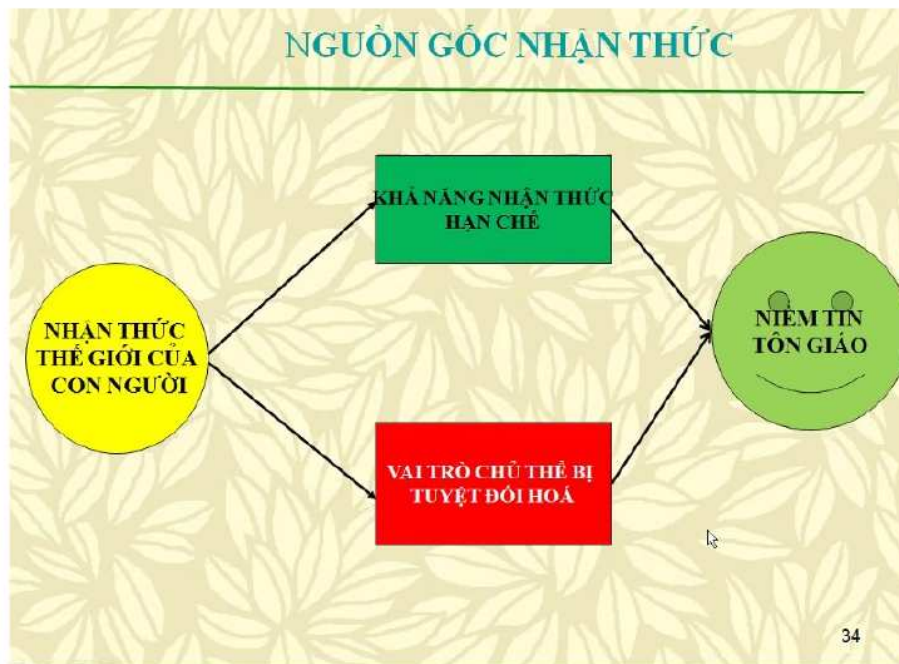 NGUỒN GỐC NHẬN THỨC
KHẢ NĂNG NHẬN THỨC
HẠN CHẾ
NHẬN THỨC
THẾ GIỚI CỦA
CON NGƯỜI
NIỀM TIN
TÔN GIÁO
VAI TRÒ CHỦ THỂ BỊ
TUYỆT ĐỐI HOÁ
34